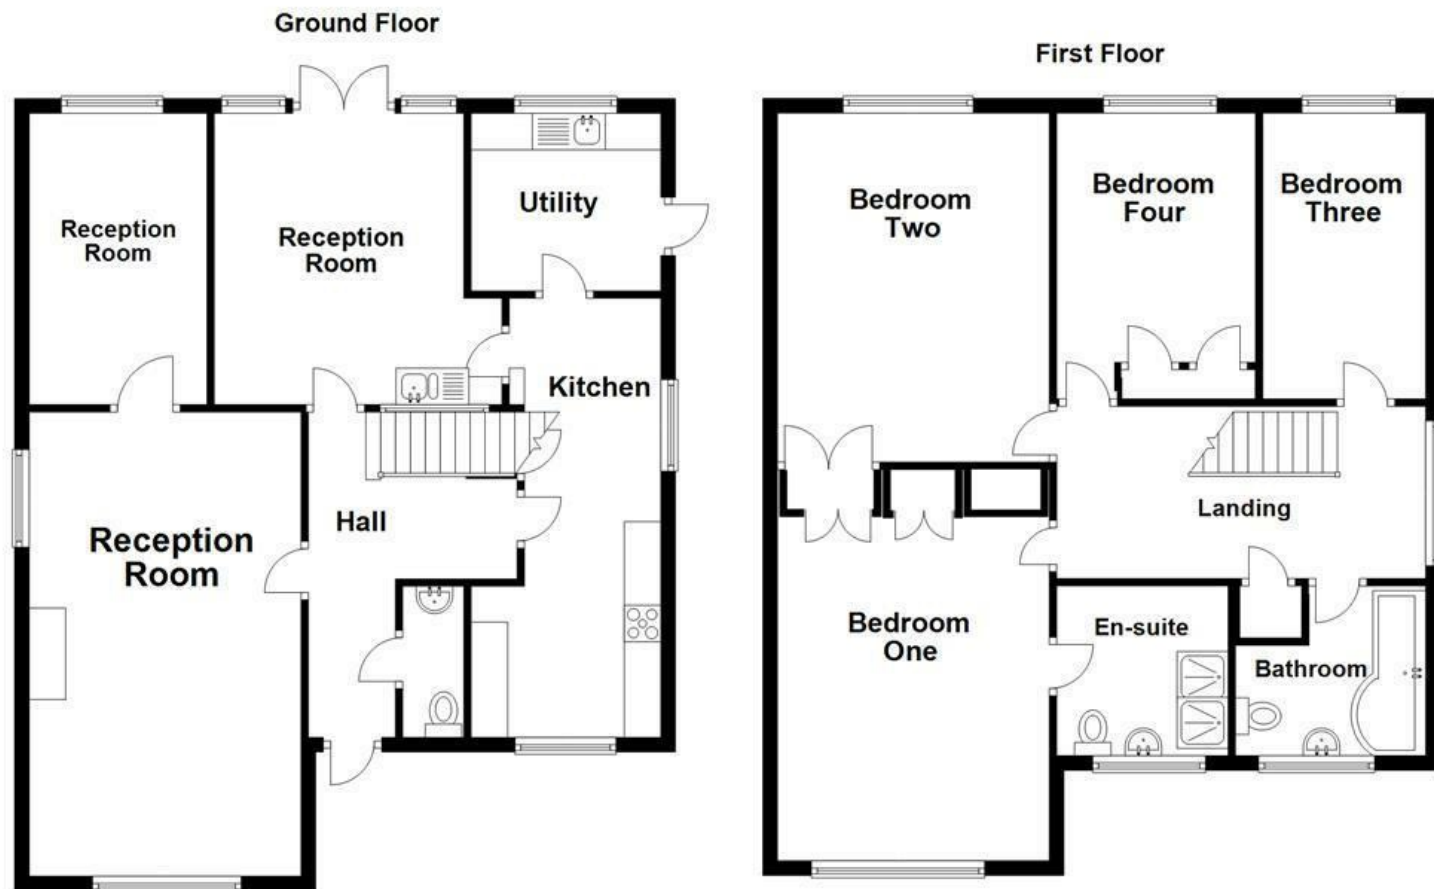 Ground Floor
Reception
Room
Reception
Room
Utility
Kitchen
Reception
Room
Hall
First Floor
Bedroom
Two
Bedroom
Four
Bedroom
Three
Landing
Bedroom
One
En-suite
Bathroom